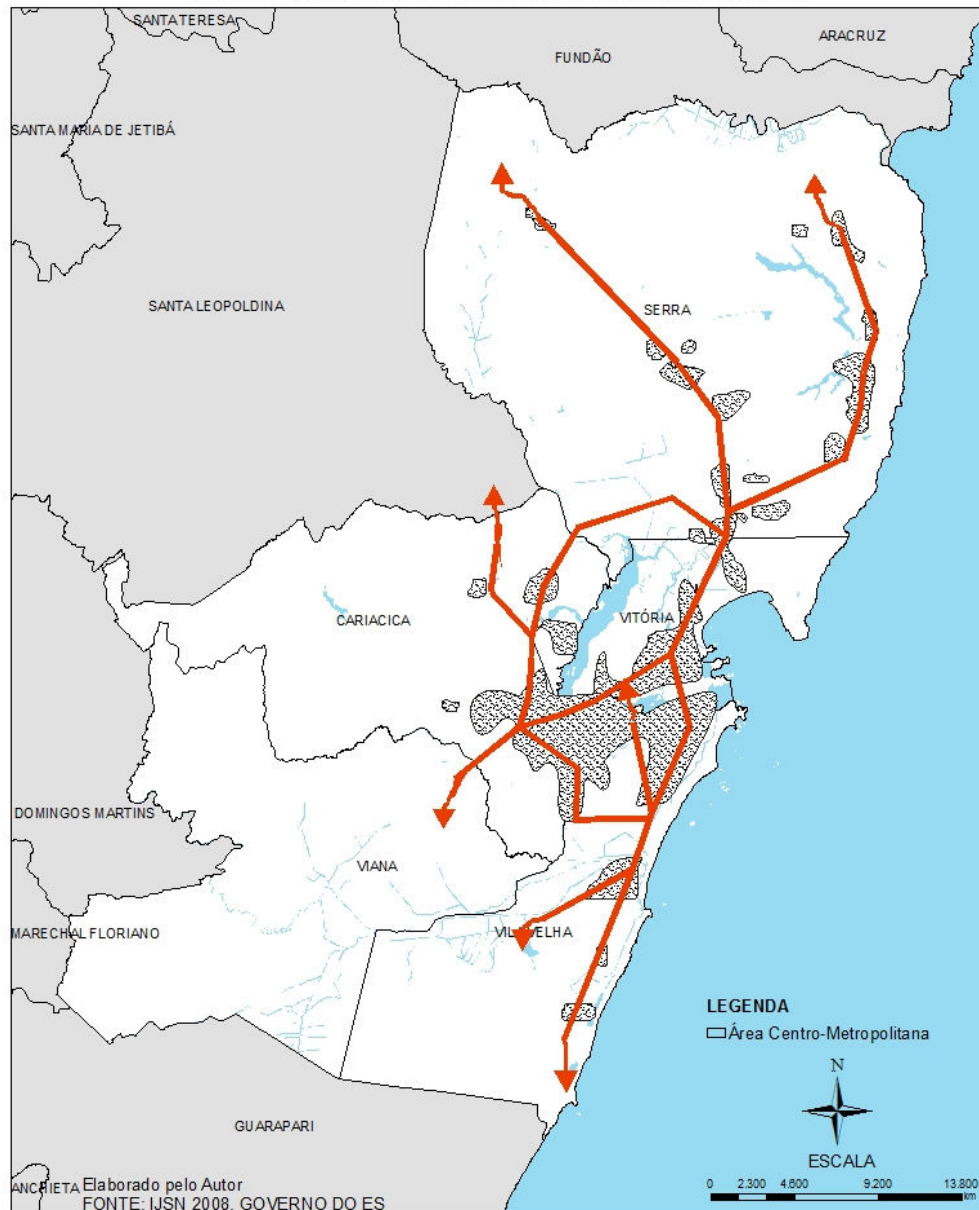 SANTA TERESA
ARACRUZ
FUNDÃO
SANTA MARIA DE JETIBÁ
SANTA LEOPOLDINA
SERRA
CARIACICA
VITÓRIA
DOMINGOS MARTINS
VIANA
MARECHAL FLORIANO
VILA VELHA
LEGENDA
Área Centro-Metropolitana
N
GUARAPARI
ESCALA
ANCHIETA
Elaborado pelo Autor
FONTE: IJSN 2008. GOVERNO DO ES
0 2.300 4.600 9.200 13.800
km